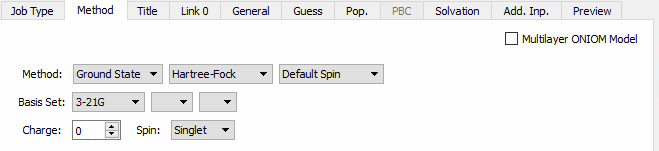 Job Type Method Title Link 0 General Guess Pop. PBC Solvation Add. Inp. Preview
Multilayer ONIOM Model
Method: Ground State Hartree-Fock Default Spin
Basis Set: 3-21G
Charge: 0 Spin: Singlet